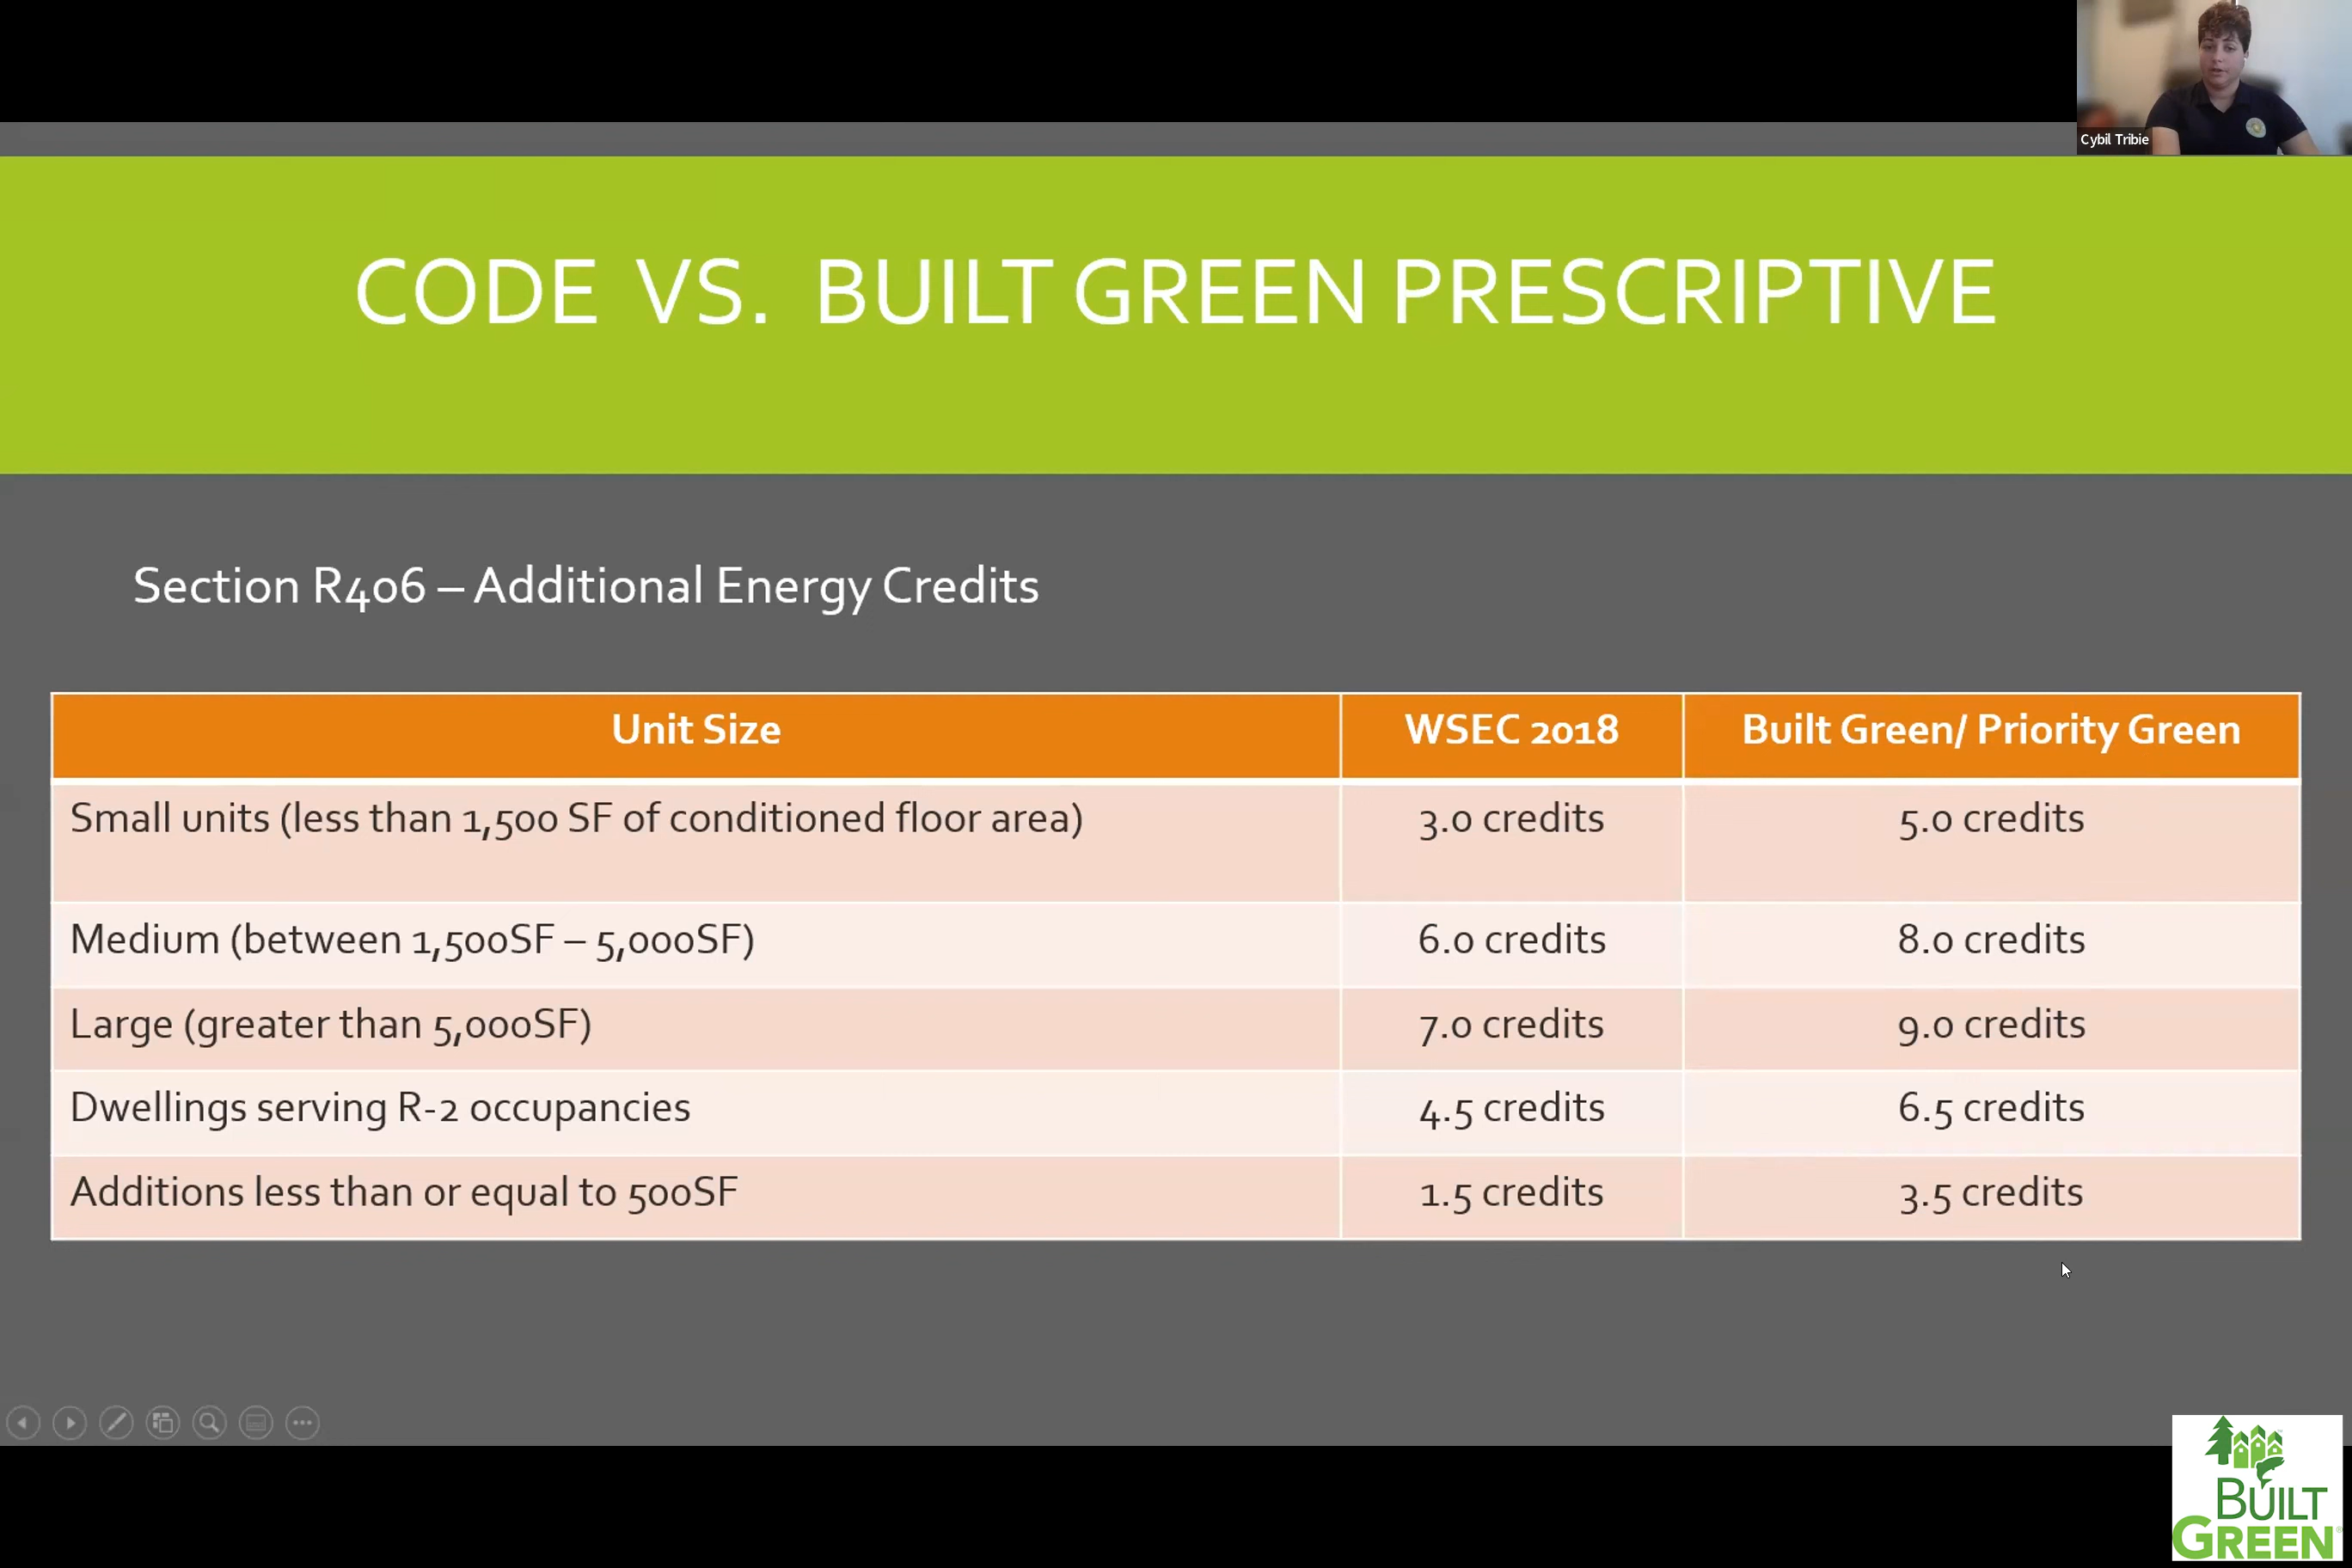 Cybil Tribie
CODE VS. BUILT GREEN PRESCRIPTIVE
Section R406 – Additional Energy Credits
Unit Size WSEC 2018 Built Green/ Priority Green
Small units (less than 1,500 SF of conditioned floor area) 3.0 credits 5.0 credits
Medium (between 1,500SF – 5,000SF) 6.0 credits 8.0 credits
Large (greater than 5,000SF) 7.0 credits 9.0 credits
Dwellings serving R-2 occupancies 4.5 credits 6.5 credits
Additions less than or equal to 500SF 1.5 credits 3.5 credits
BUILT
GREEN